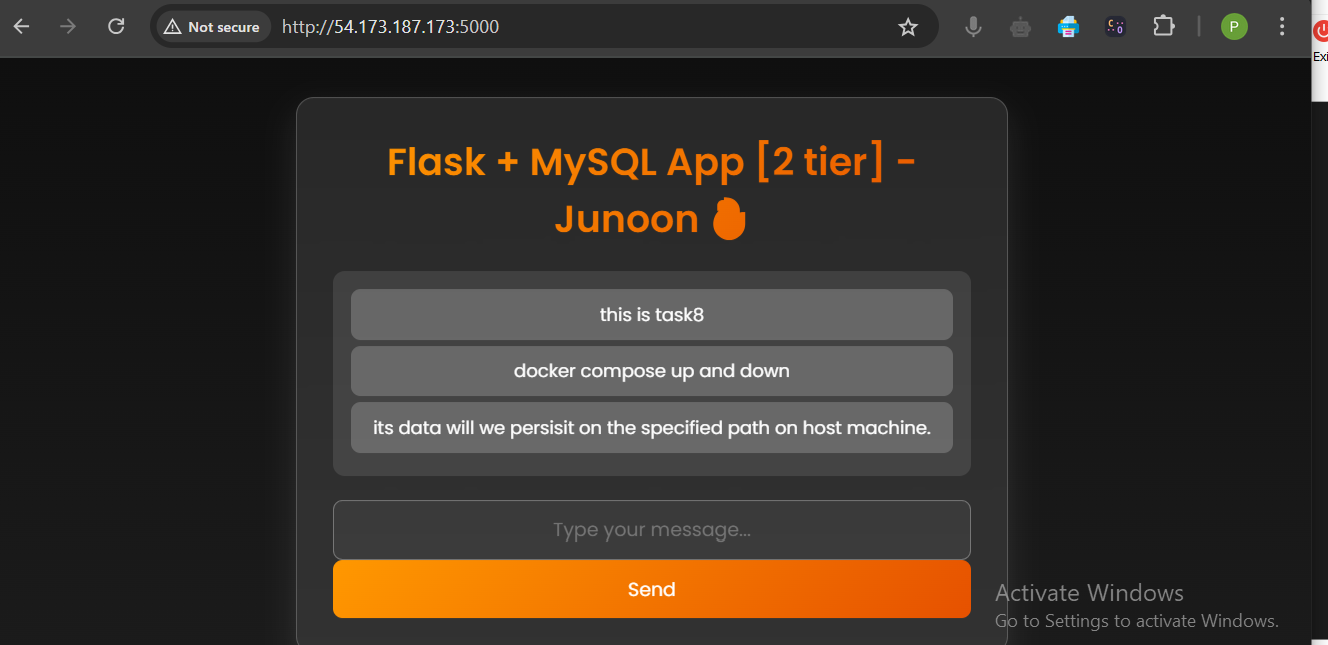 Not secure
http://54.173.187.173:5000
P
Exi
Flask + MySQL App [2 tier] -
Junoon
this is task8
docker compose up and down
its data will we persisit on the specified path on host machine.
Type your message...
Send
Activate Windows
Go to Settings to activate Windows.